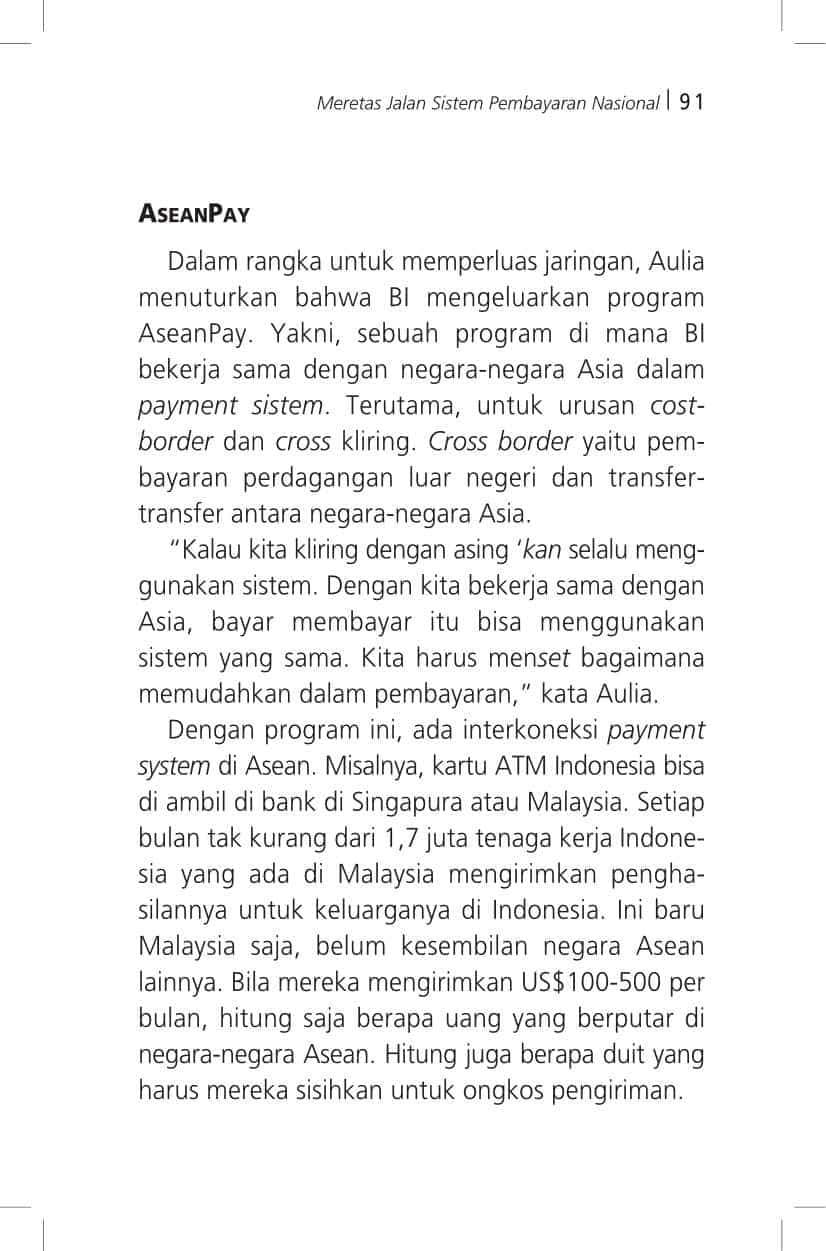 Meretas Jalan Sistem Pembayaran Nasional | 91
AseanPay
Dalam rangka untuk memperluas jaringan, Aulia
menuturkan bahwa BI mengeluarkan program
AseanPay. Yakni, sebuah program di mana BI
bekerja sama dengan negara-negara Asia dalam
payment sistem. Terutama, untuk urusan cost-
border dan cross kliring. Cross border yaitu pem-
bayaran perdagangan luar negeri dan transfer-
transfer antara negara-negara Asia.
“Kalau kita kliring dengan asing ‘kan selalu meng-
gunakan sistem. Dengan kita bekerja sama dengan
Asia, bayar membayar itu bisa menggunakan
sistem yang sama. Kita harus menset bagaimana
memudahkan dalam pembayaran,” kata Aulia.
Dengan program ini, ada interkoneksi payment
system di Asean. Misalnya, kartu ATM Indonesia bisa
di ambil di bank di Singapura atau Malaysia. Setiap
bulan tak kurang dari 1,7 juta tenaga kerja Indone-
sia yang ada di Malaysia mengirimkan pengha-
silannya untuk keluarganya di Indonesia. Ini baru
Malaysia saja, belum kesembilan negara Asean
lainnya. Bila mereka mengirimkan US$100-500 per
bulan, hitung saja berapa uang yang berputar di
negara-negara Asean. Hitung juga berapa duit yang
harus mereka sisihkan untuk ongkos pengiriman.